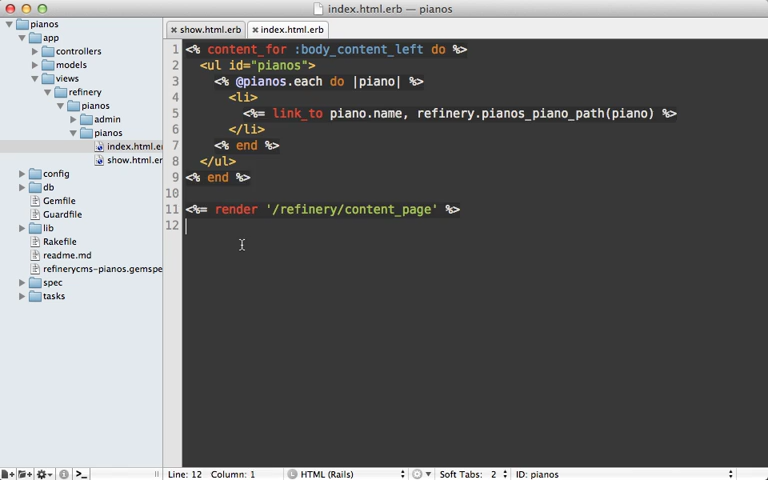 index.html.erb — pianos
pianos
app
controllers
models
views
refinery
pianos
admin
pianos
index.html.e
show.html.er
config
db
Gemfile
Guardfile
lib
Rakefile
readme.md
refinerycms-pianos.gemspe
spec
tasks
show.html.erb
index.html.erb
1 <% content_for :body_content_left do %>
2 <ul id="pianos">
3 <% @pianos.each do |piano| %>
4 <li>
5 <%= link_to piano.name, refinery.pianos_piano_path(piano) %>
6 </li>
7 <% end %>
8 </ul>
9 <% end %>
10
11 <%= render '/refinery/content_page' %>
12
Line: 12 Column: 1 HTML (Rails) Soft Tabs: 2 ID: pianos